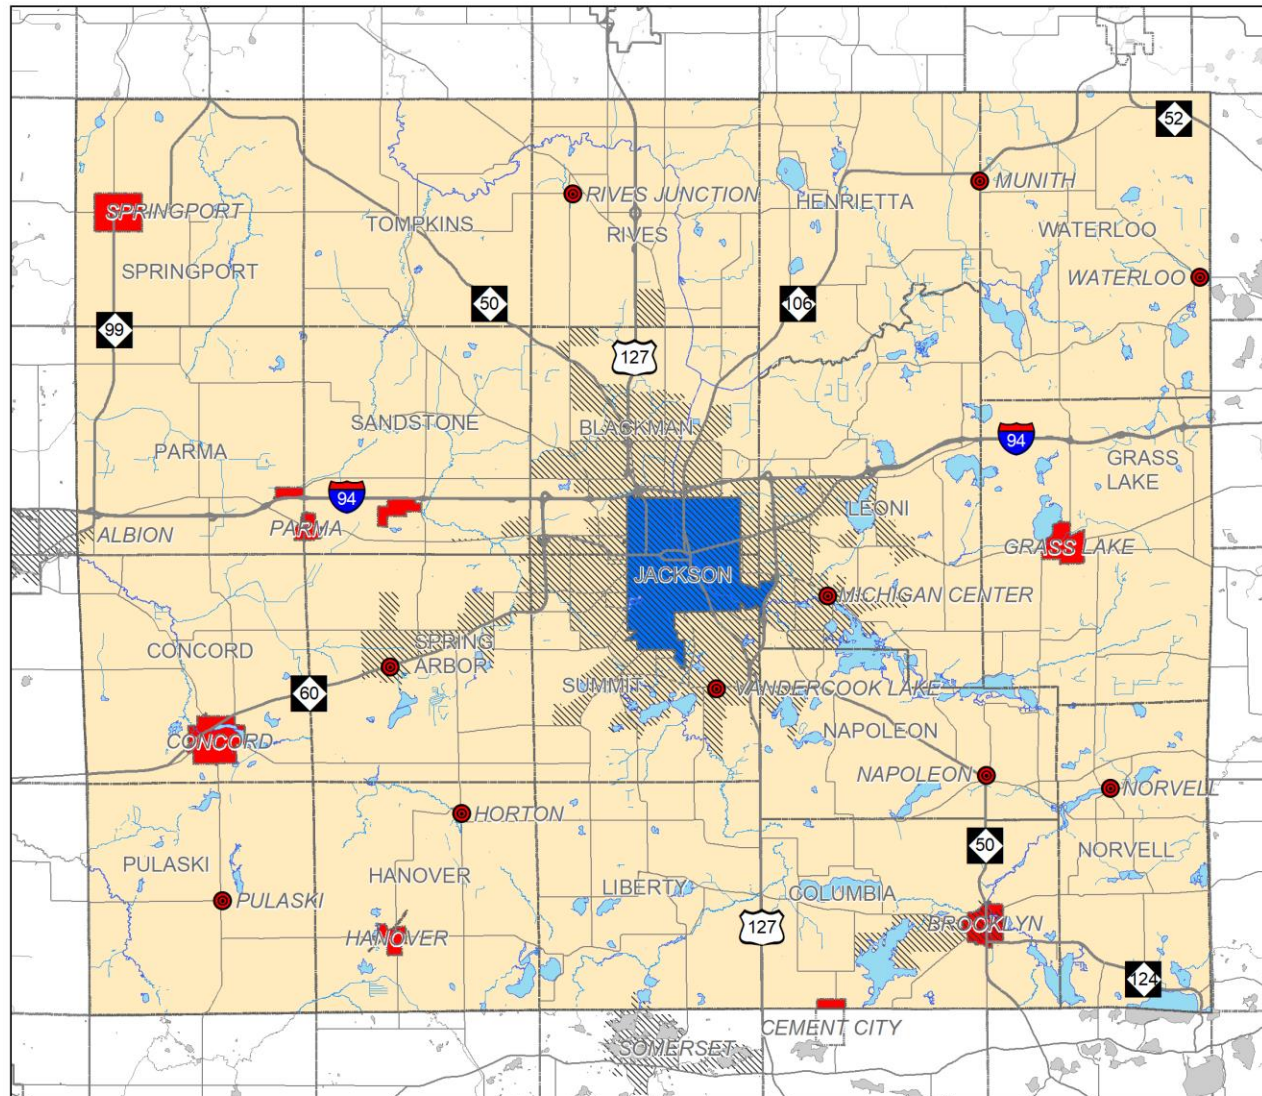 52
SPRINGPORT
RIVES JUNCTION
MUNITH
HENRIETTA
TOMPKINS
RIVES
WATERLOO
SPRINGPORT
WATERLOO
99
50
106
127
SANDSTONE
BLACKMAN
94
PARMA
GRASS
LAKE
94
LEONI
ALBION
PARMA
GRASS LAKE
JACKSON
MICHIGAN CENTER
CONCORD
SPRING
ARBOR
60
SUMMIT
VANDERCOOK LAKE
CONCORD
NAPOLEON
NAPOLEON
NORVELL
HORTON
50
NORVELL
PULASKI
HANOVER
LIBERTY
COLUMBIA
PULASKI
HANOVER
127
BROOKLYN
124
CEMENT CITY
SOMERSET